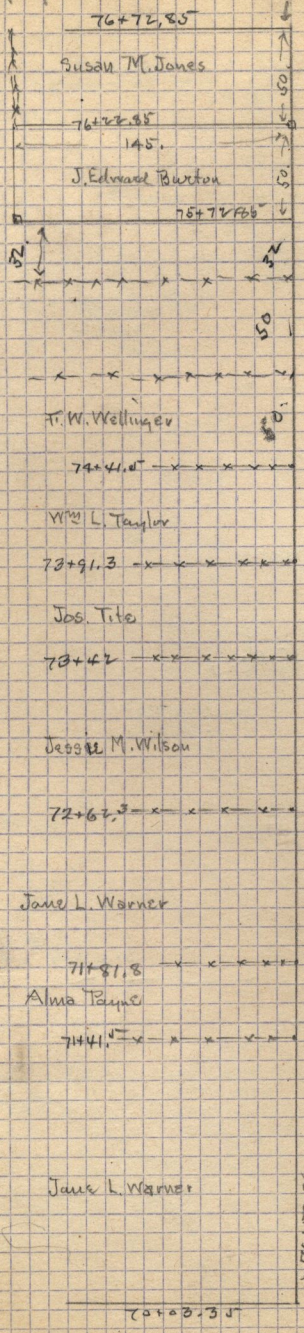 76+72.85
50.
Susan M. Jones
76+22.85
145.
J. Edward Burton
50.
75+72.85
32.
32
50
50.
T. W. Wellinger
74+41.5
Wm L. Taylor
73+91.3
Jos. Tite
73+42
Jessie M. Wilson
72+62.3
Jane L. Warner
71+81.8
Alma Payne
71+41.5
Jane L. Warner
70+03.35